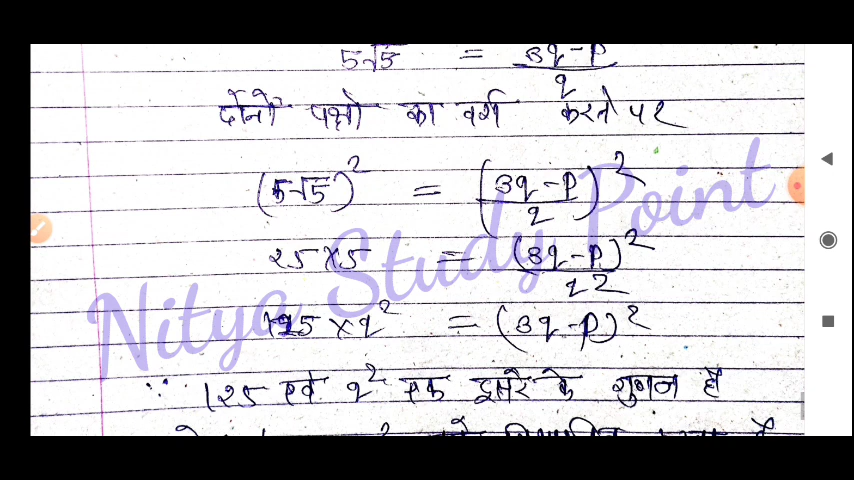 5√5 = 3q-p/q
दोनों पक्षो का वर्ग करने पर
(5√5)² = (3q-p/q)²
25×5 = (3q-p)²/q2
125×q² = (3q-p)²
∵ 125 एवं q² एक दूसरे के गुणज हैं
Nitya Study Point